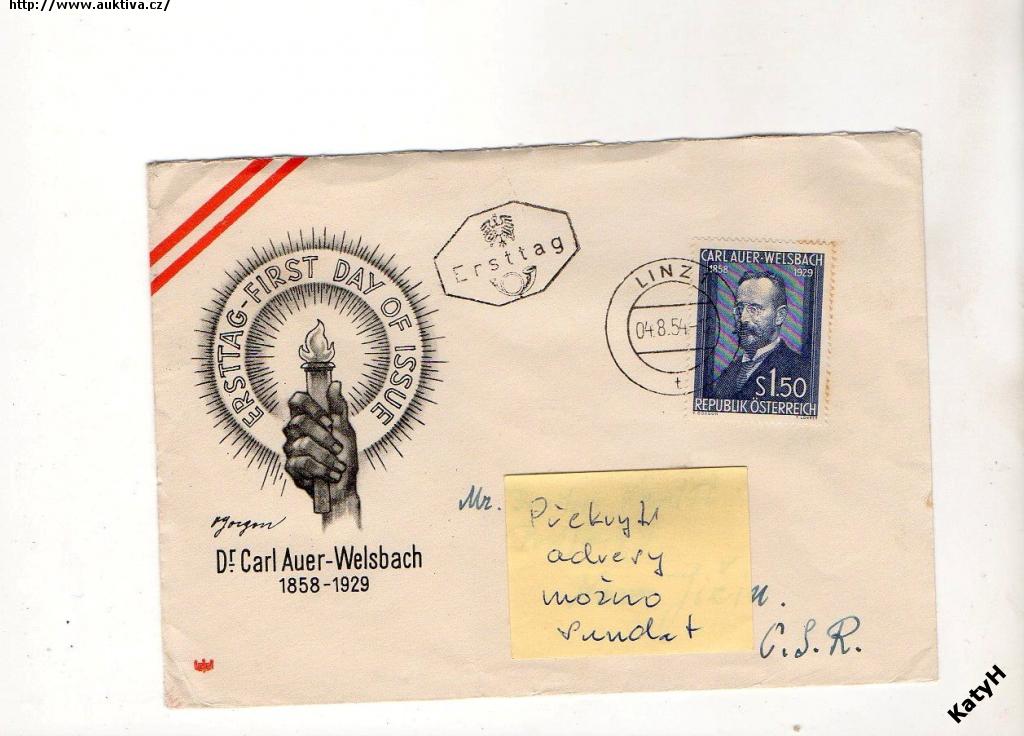 http://www.auktiva.cz/
ERSTTAG-FIRST DAY OF ISSUE
Ersttag
LINZ
04.8.54
t
CARL AUER-WELSBACH
1858 1929
S1.50
REPUBLIK ÖSTERREICH
Mr.
Překrytí
adresy
možno
sundat
C.S.R.
Dr. Carl Auer-Welsbach
1858-1929
KatyH